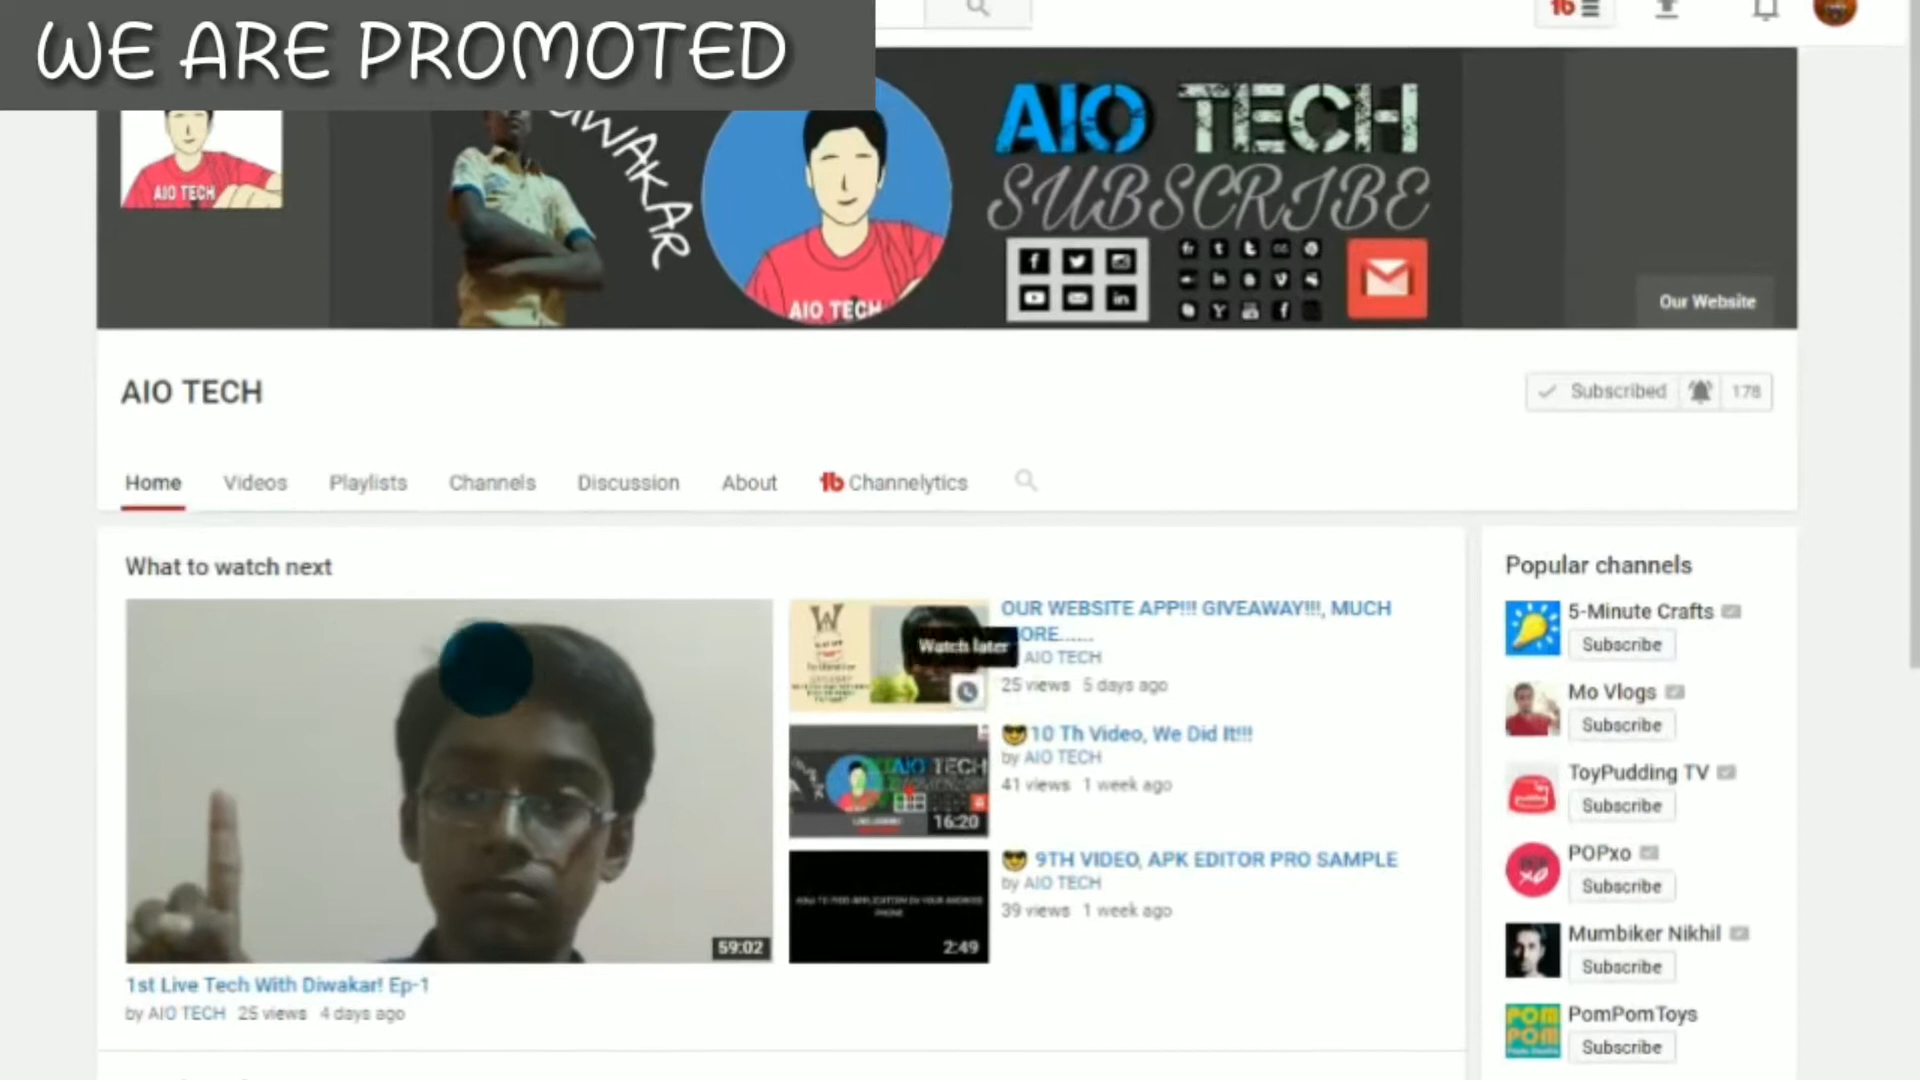 WE ARE PROMOTED
DIWAKAR
AIO TECH
SUBSCRIBE
AIO TECH
AIO TECH
Our Website
AIO TECH
Subscribed 178
Home Videos Playlists Channels Discussion About Channelytics
What to watch next
59:02
1st Live Tech With Diwakar! Ep-1
by AIO TECH 25 views 4 days ago
Watch later
OUR WEBSITE APP!!! GIVEAWAY!!!, MUCH
ORE......
AIO TECH
25 views 5 days ago
AIO TECH
16:20
😎10 Th Video, We Did It!!!
by AIO TECH
41 views 1 week ago
2:49
😎 9TH VIDEO, APK EDITOR PRO SAMPLE
by AIO TECH
39 views 1 week ago
Popular channels
5-Minute Crafts
Subscribe
Mo Vlogs
Subscribe
ToyPudding TV
Subscribe
POPxo
Subscribe
Mumbiker Nikhil
Subscribe
POM
POM
PomPomToys
Subscribe